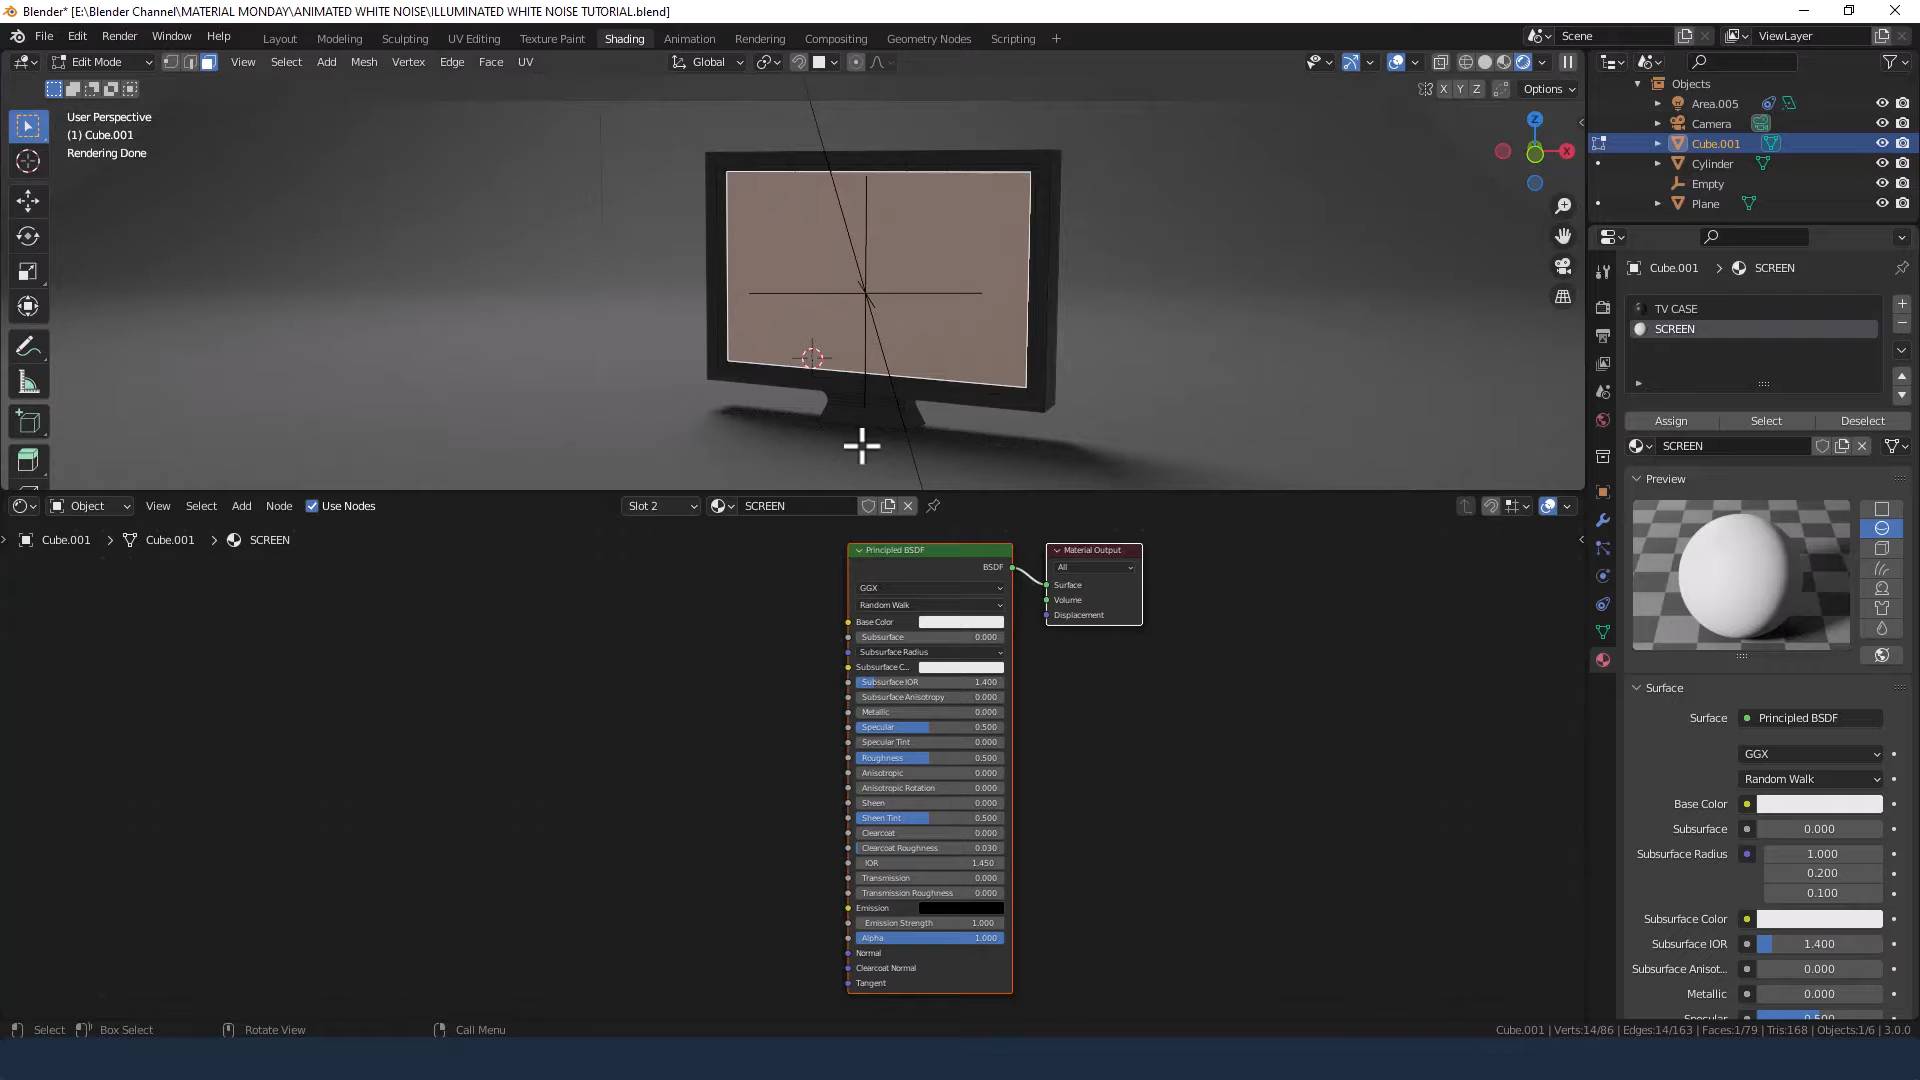 Blender* [E:\Blender Channel\MATERIAL MONDAY\ANIMATED WHITE NOISE\ILLUMINATED WHITE NOISE TUTORIAL.blend]
File Edit Render Window Help Layout Modeling Sculpting UV Editing Texture Paint Shading Animation Rendering Compositing Geometry Nodes Scripting + Scene ViewLayer
Edit Mode View Select Add Mesh Vertex Edge Face UV Global
X Y Z Options
User Perspective
(1) Cube.001
Rendering Done
Z
X
Objects
Area.005
Camera
Cube.001
Cylinder
Empty
Plane
Cube.001 > SCREEN
TV CASE
SCREEN
Assign Select Deselect
SCREEN
Preview
Surface
Surface Principled BSDF
GGX
Random Walk
Base Color
Subsurface 0.000
Subsurface Radius 1.000
0.200
0.100
Subsurface Color
Subsurface IOR 1.400
Subsurface Anisot... 0.000
Metallic 0.000
Specular 0.500
Object View Select Add Node Use Nodes Slot 2 SCREEN
Cube.001 > Cube.001 > SCREEN
Principled BSDF
BSDF
GGX
Random Walk
Base Color
Subsurface 0.000
Subsurface Radius
Subsurface C...
Subsurface IOR 1.400
Subsurface Anisotropy 0.000
Metallic 0.000
Specular 0.500
Specular Tint 0.000
Roughness 0.500
Anisotropic 0.000
Anisotropic Rotation 0.000
Sheen 0.000
Sheen Tint 0.500
Clearcoat 0.000
Clearcoat Roughness 0.030
IOR 1.450
Transmission 0.000
Transmission Roughness 0.000
Emission
Emission Strength 1.000
Alpha 1.000
Normal
Clearcoat Normal
Tangent
Material Output
All
Surface
Volume
Displacement
Select Box Select Rotate View Call Menu Cube.001 | Verts:14/86 | Edges:14/163 | Faces:1/79 | Tris:168 | Objects:1/6 | 3.0.0